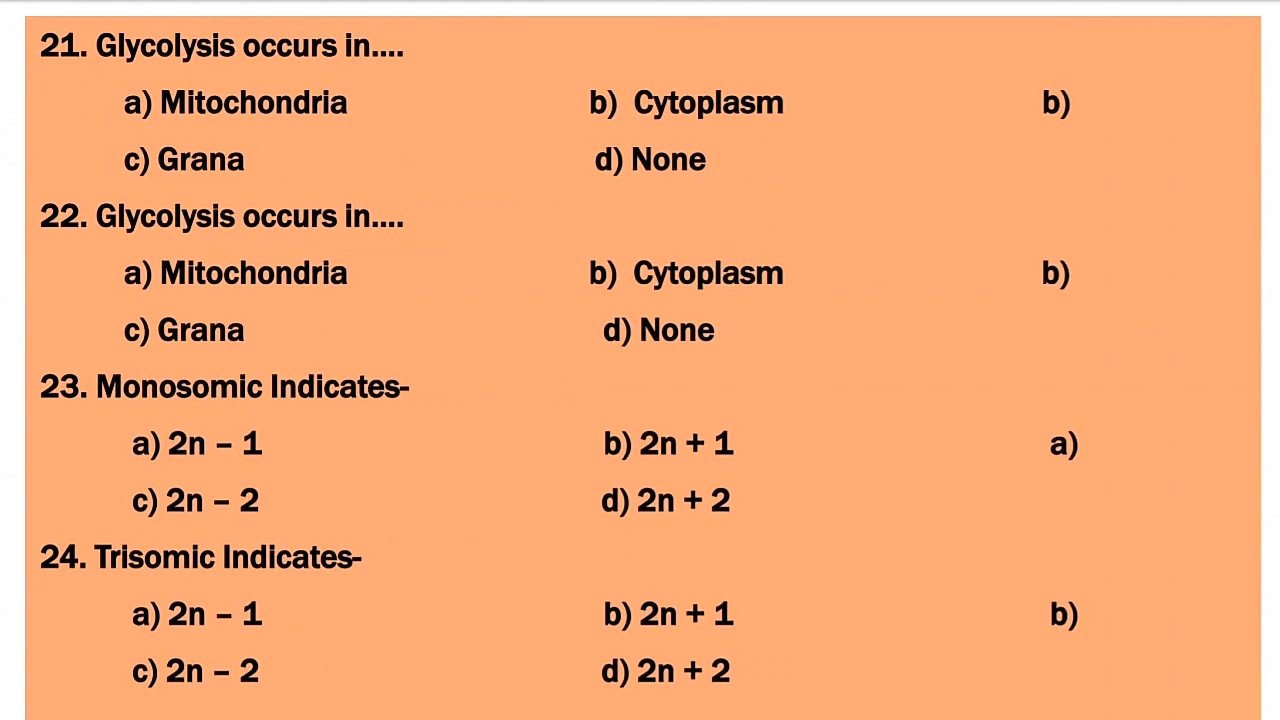 21. Glycolysis occurs in....
a) Mitochondria b) Cytoplasm b)
c) Grana d) None
22. Glycolysis occurs in....
a) Mitochondria b) Cytoplasm b)
c) Grana d) None
23. Monosomic Indicates-
a) 2n – 1 b) 2n + 1 a)
c) 2n – 2 d) 2n + 2
24. Trisomic Indicates-
a) 2n – 1 b) 2n + 1 b)
c) 2n – 2 d) 2n + 2